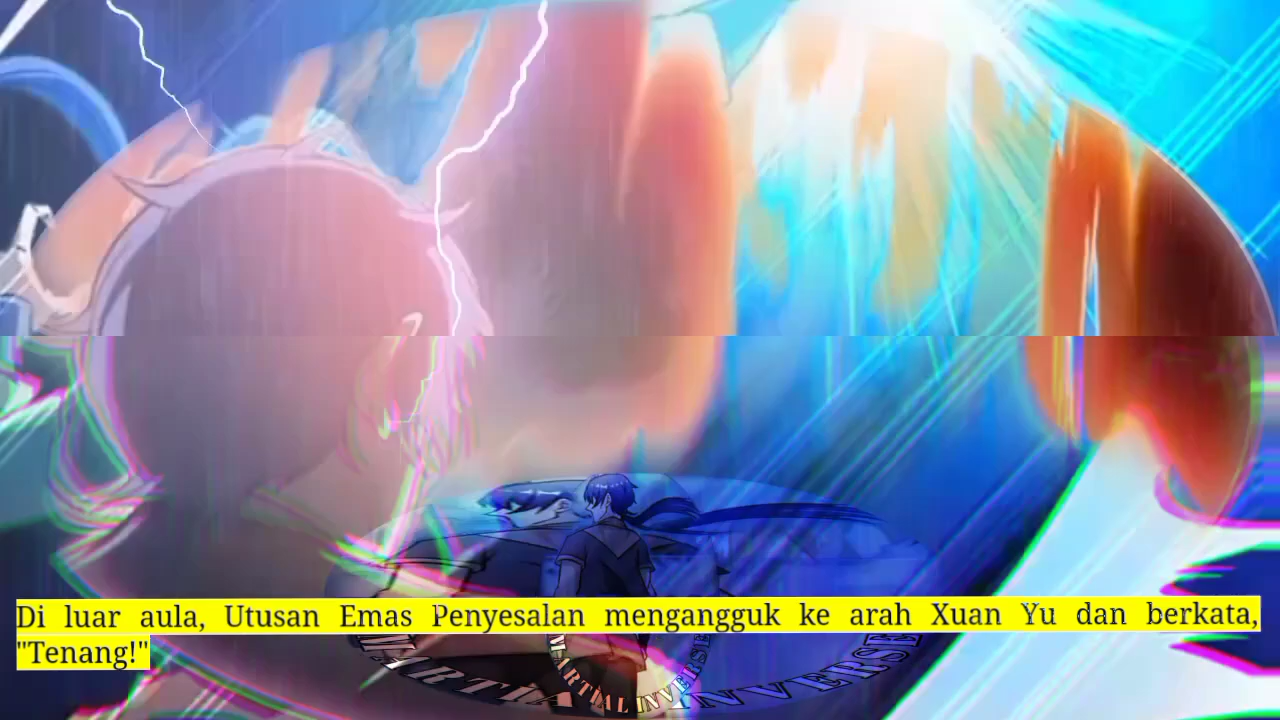 Di luar aula, Utusan Emas Penyesalan mengangguk ke arah Xuan Yu dan berkata,
"Tenang!"
MARTIAL INVERSE
MARTIAL INVERSE